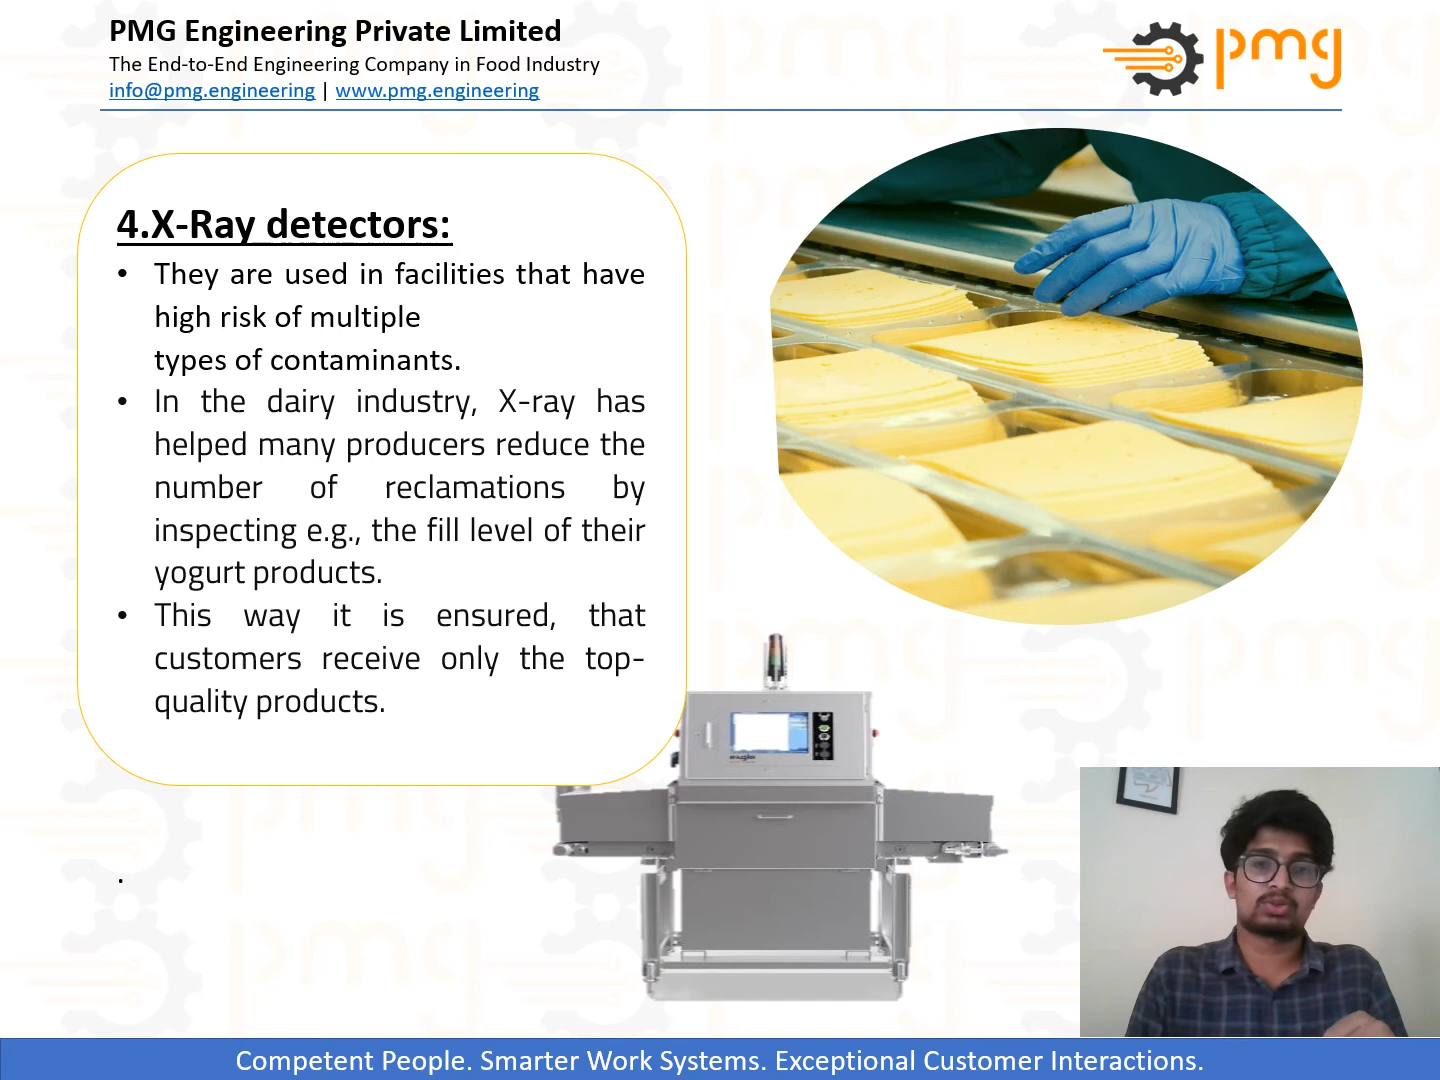 PMG Engineering Private Limited
The End-to-End Engineering Company in Food Industry
info@pmg.engineering | www.pmg.engineering
pmg
4.X-Ray detectors:
• They are used in facilities that have
high risk of multiple
types of contaminants.
• In the dairy industry, X-ray has
helped many producers reduce the
number of reclamations by
inspecting e.g., the fill level of their
yogurt products.
• This way it is ensured, that
customers receive only the top-
quality products.
eagle
.
Competent People. Smarter Work Systems. Exceptional Customer Interactions.